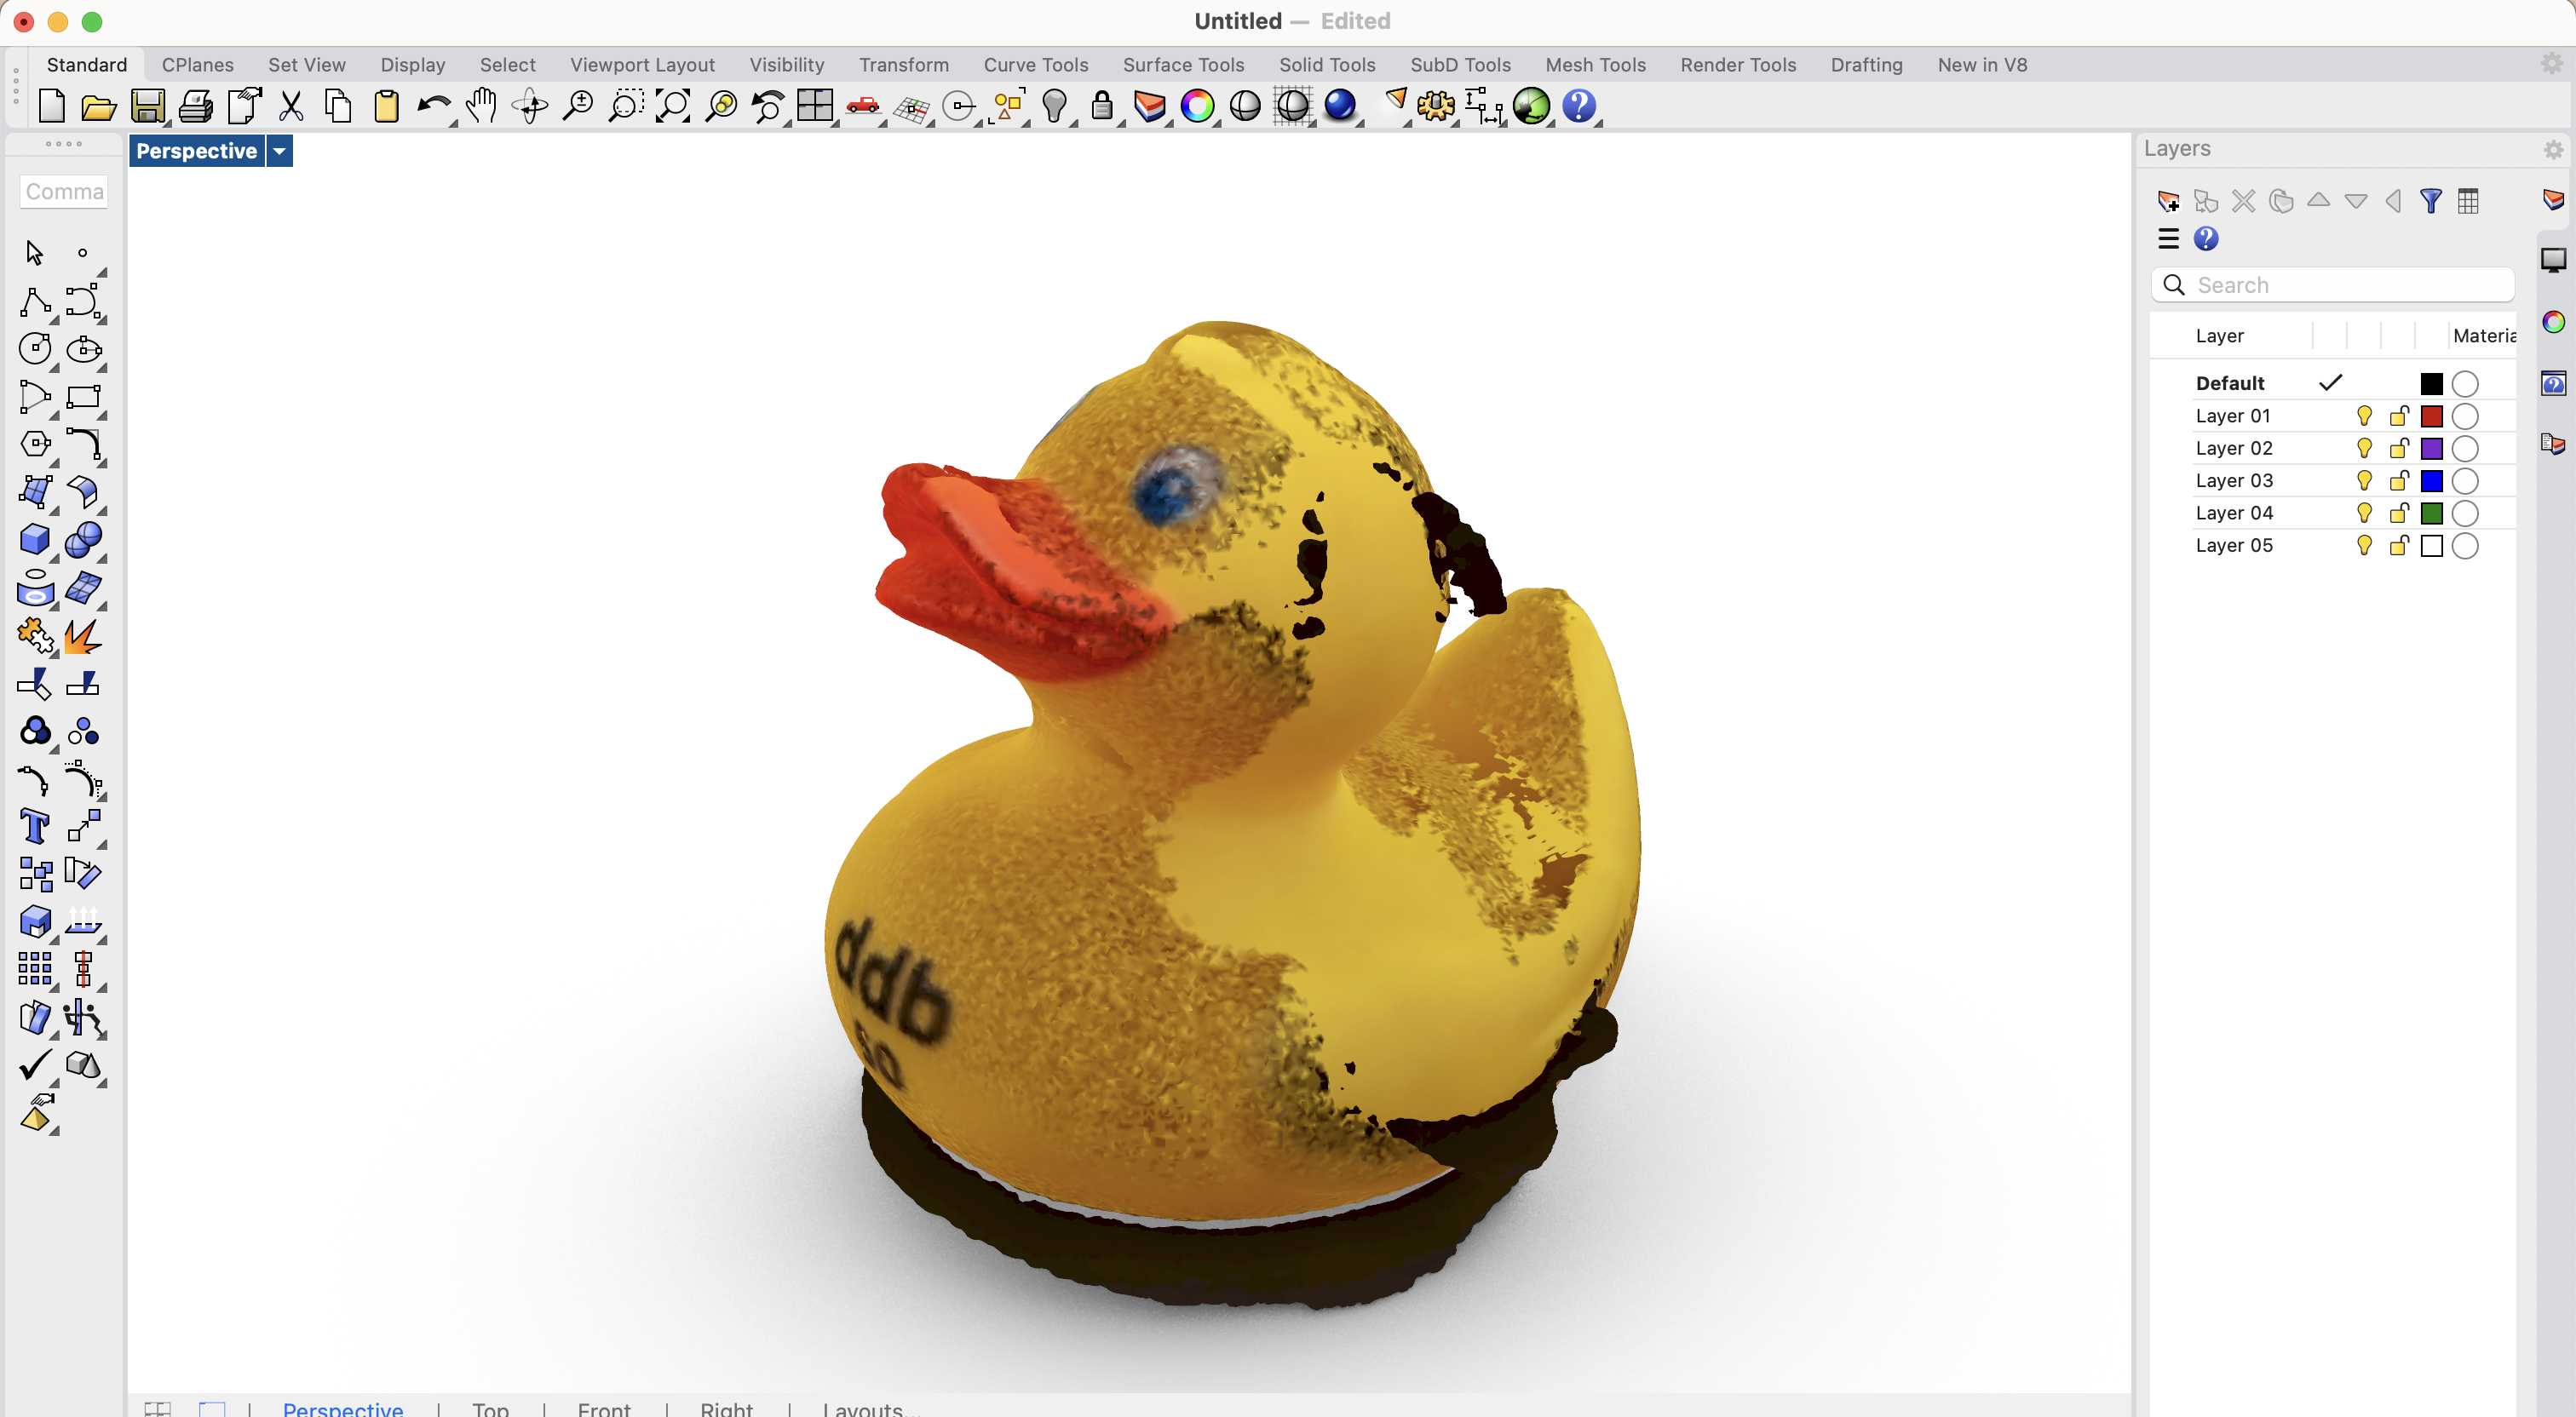 Untitled — Edited
Standard CPlanes Set View Display Select Viewport Layout Visibility Transform Curve Tools Surface Tools Solid Tools SubD Tools Mesh Tools Render Tools Drafting New in V8
Perspective
Comma
ddb
Layers
Search
Layer Materia
Default
Layer 01
Layer 02
Layer 03
Layer 04
Layer 05
Perspective | Top | Front | Right | Layouts...